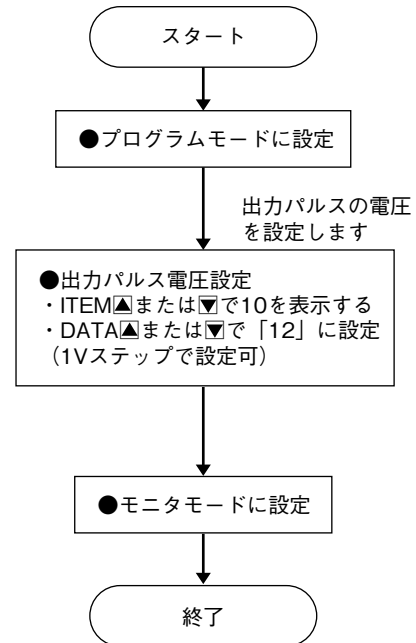 スタート
●プログラムモードに設定
出力パルスの電圧
を設定します
●出力パルス電圧設定
・ITEM▲または▼で10を表示する
・DATA▲または▼で「12」に設定
（1Vステップで設定可）
●モニタモードに設定
終了